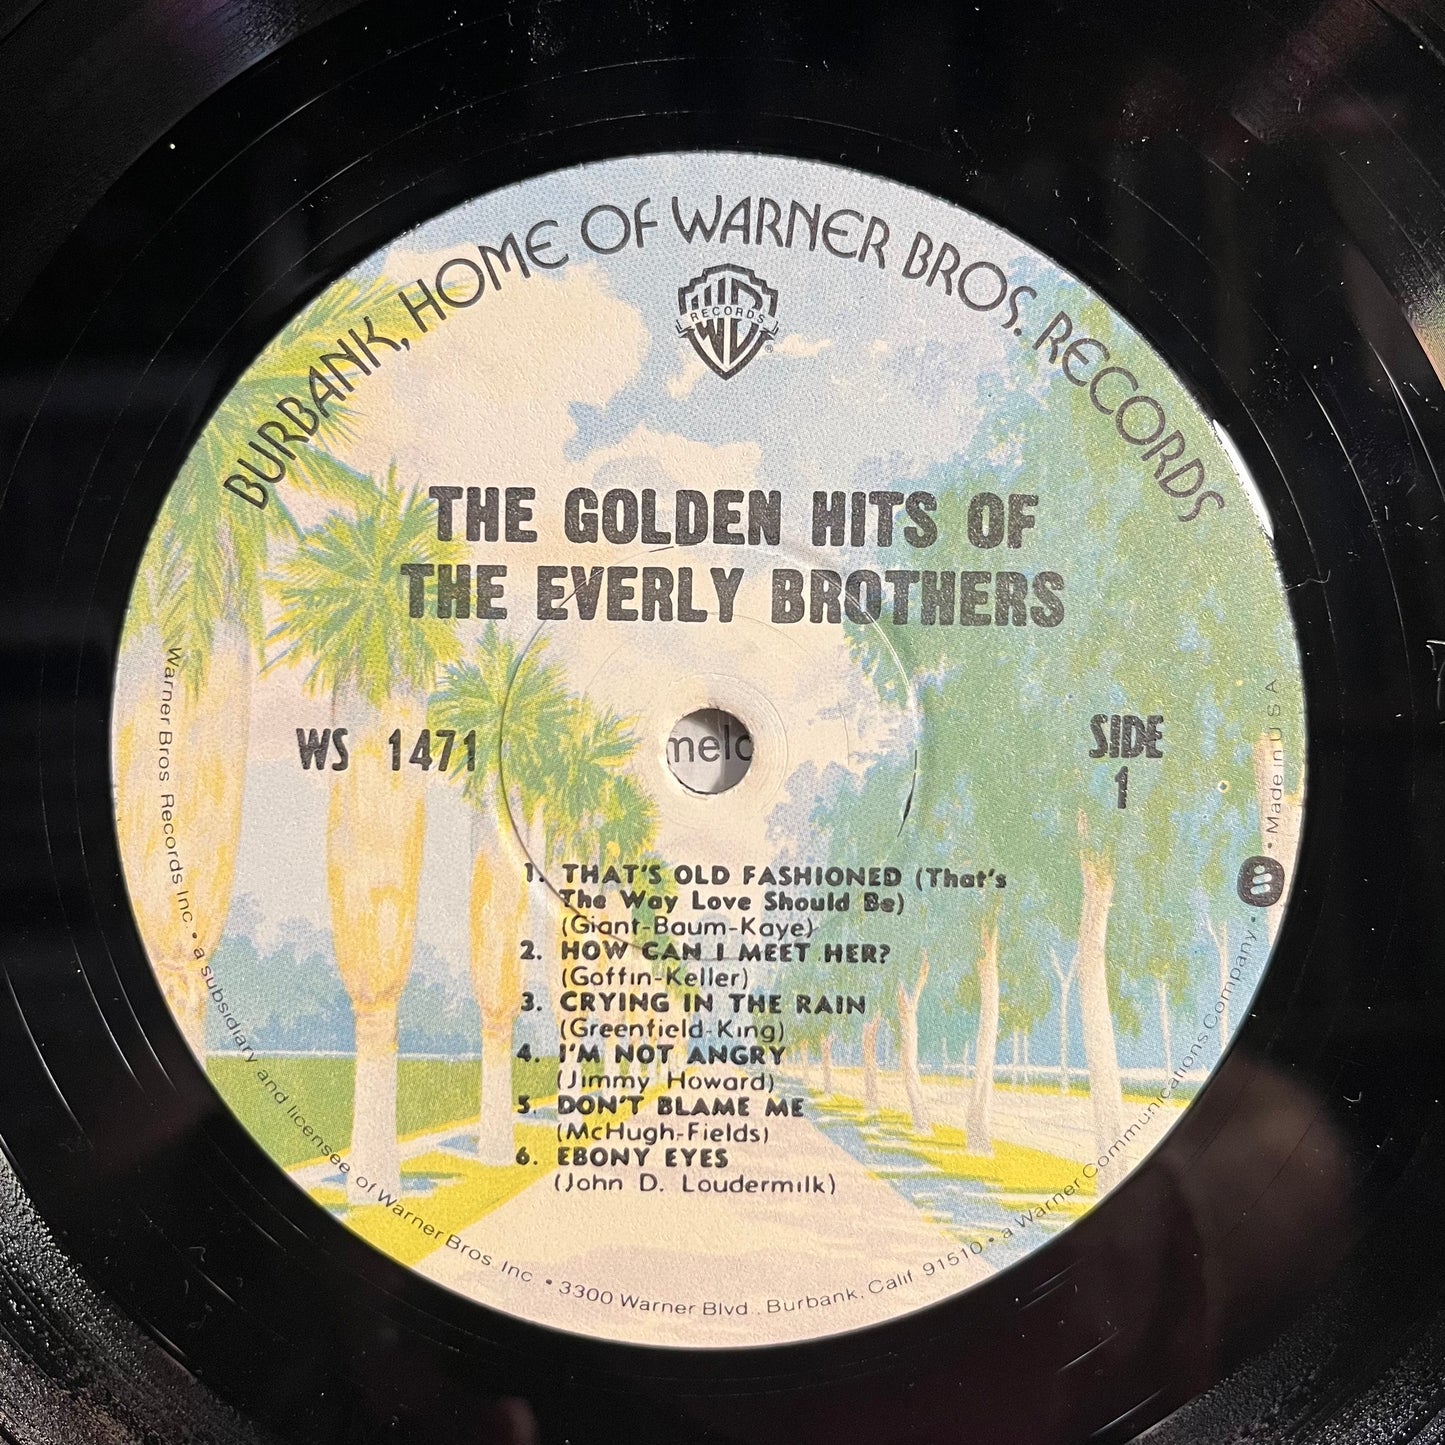 BURBANK, HOME OF WARNER BROS. RECORDS
W B
RECORDS
®
THE GOLDEN HITS OF
THE EVERLY BROTHERS
WS 1471
melo
SIDE
1
1. THAT'S OLD FASHIONED (That's
The Way Love Should Be)
(Giant-Baum-Kaye)
2. HOW CAN I MEET HER?
(Goffin-Keller)
3. CRYING IN THE RAIN
(Greenfield-King)
4. I'M NOT ANGRY
(Jimmy Howard)
5. DON'T BLAME ME
(McHugh-Fields)
6. EBONY EYES
(John D. Loudermilk)
Warner Bros. Records Inc. • a subsidiary and licensee of Warner Bros. Inc. • 3300 Warner Blvd., Burbank, Calif. 91510 • a Warner Communications Company • • Made in U.S.A.